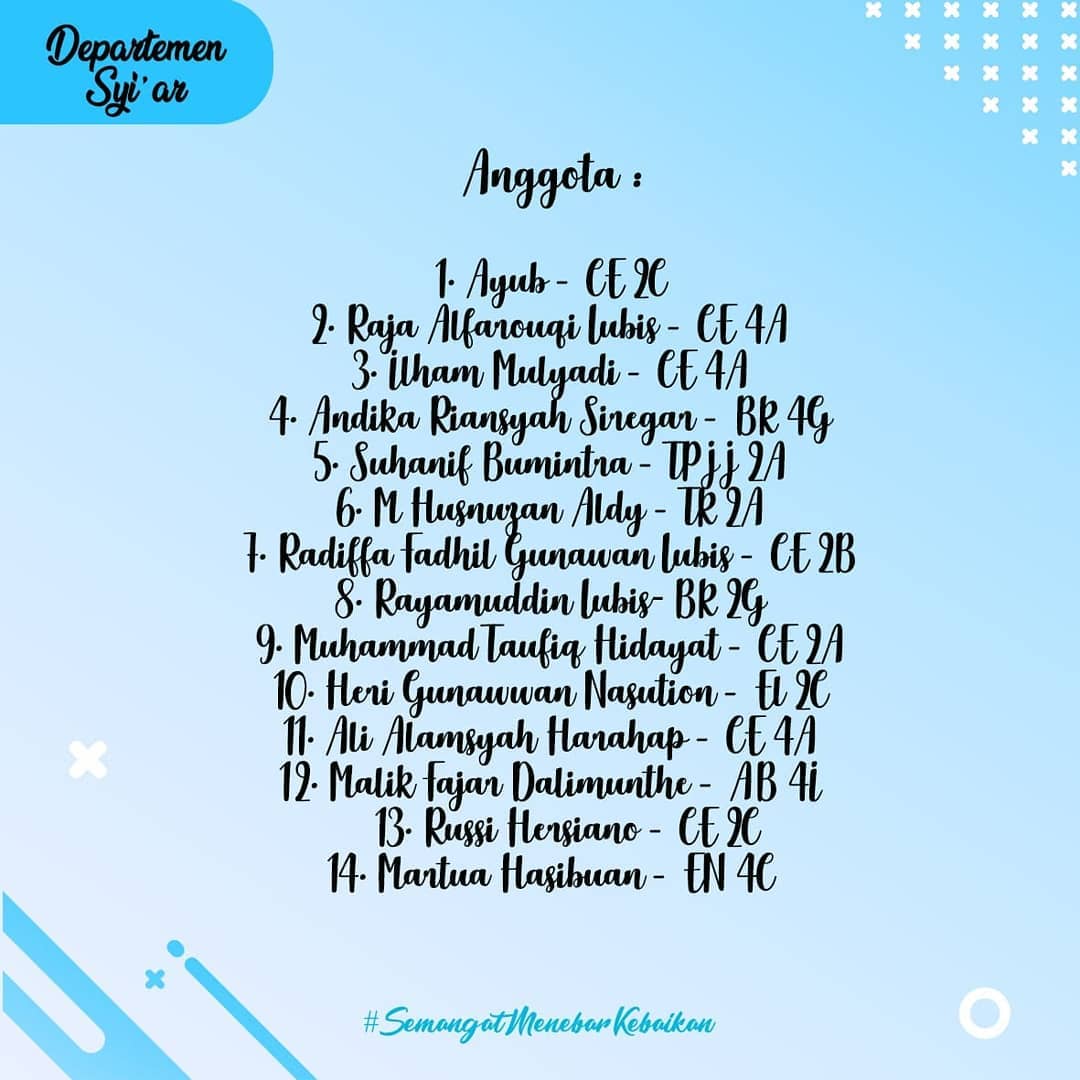 Departemen
Syi'ar
Anggota :
1. Ayub - CE 2C
2. Raja Alfarouqi Lubis - CE 4A
3. Ilham Mulyadi - CE 4A
4. Andika Riansyah Siregar - BR 4G
5. Suhanif Bumintra - TPjj 2A
6. M Husnuzan Aldy - TR 2A
7. Radiffa Fadhil Gunawan Lubis - CE 2B
8. Rayamuddin Lubis- BR 2G
9. Muhammad Taufiq Hidayat - CE 2A
10. Heri Gunawwan Nasution - EL 2C
11. Ali Alamsyah Harahap - CE 4A
12. Malik Fajar Dalimunthe - AB 4i
13. Russi Hersiano - CE 2C
14. Martua Hasibuan - EN 4C
#SemangatMenebarKebaikan